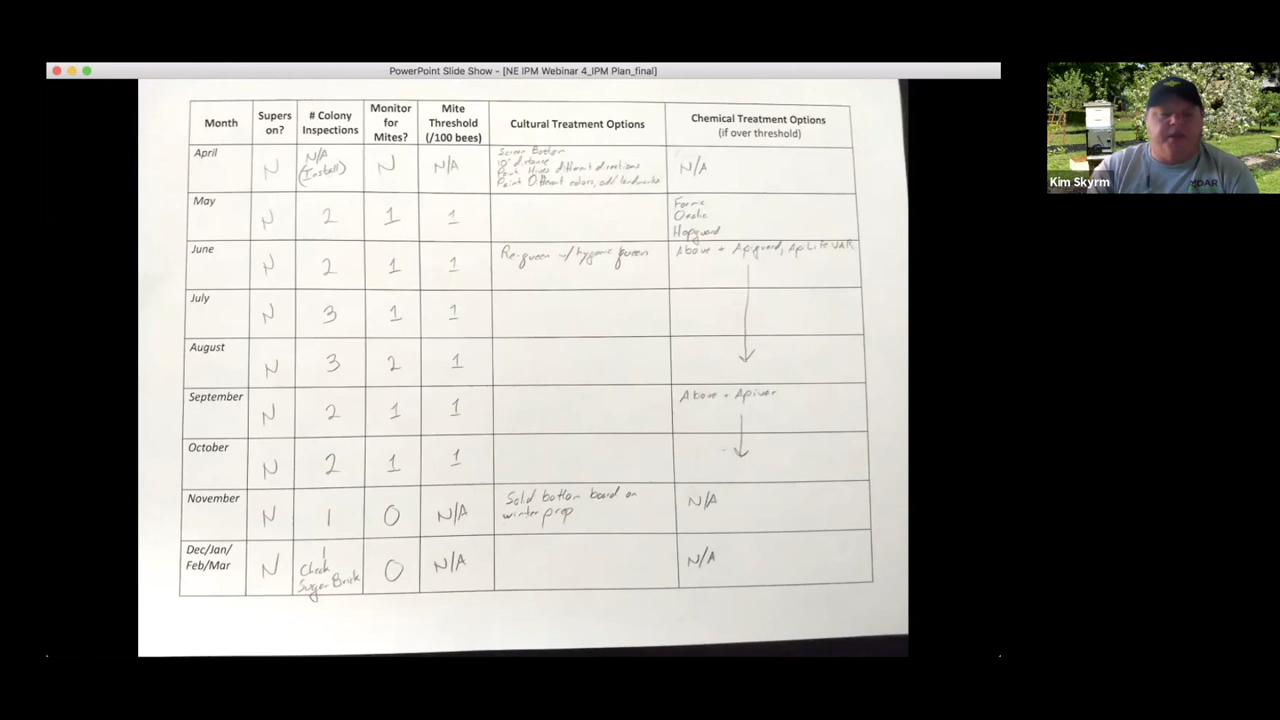 PowerPoint Slide Show - [NE IPM Webinar 4_IPM Plan_final]
Month
Supers
on?
# Colony
Inspections
Monitor
for
Mites?
Mite
Threshold
(/100 bees)
Cultural Treatment Options
Chemical Treatment Options
(if over threshold)
April
N
N/A
(Install)
N
N/A
Screen Bottom
10' distance
Point Hives different directions
Paint Different colors, add landmarks
N/A
May
N
2
1
1
Formic
Oxalic
Hopguard
June
N
2
1
1
Re-queen w/ hygenic queen
Above + Apiguard, ApiLife VAR
July
N
3
1
1
August
N
3
2
1
September
N
2
1
1
Above + Apivar
October
N
2
1
1
November
N
1
0
N/A
Solid bottom board on
winter prep
N/A
Dec/Jan/
Feb/Mar
N
1
Check
Sugar Brick
0
N/A
N/A
Kim Skyrm